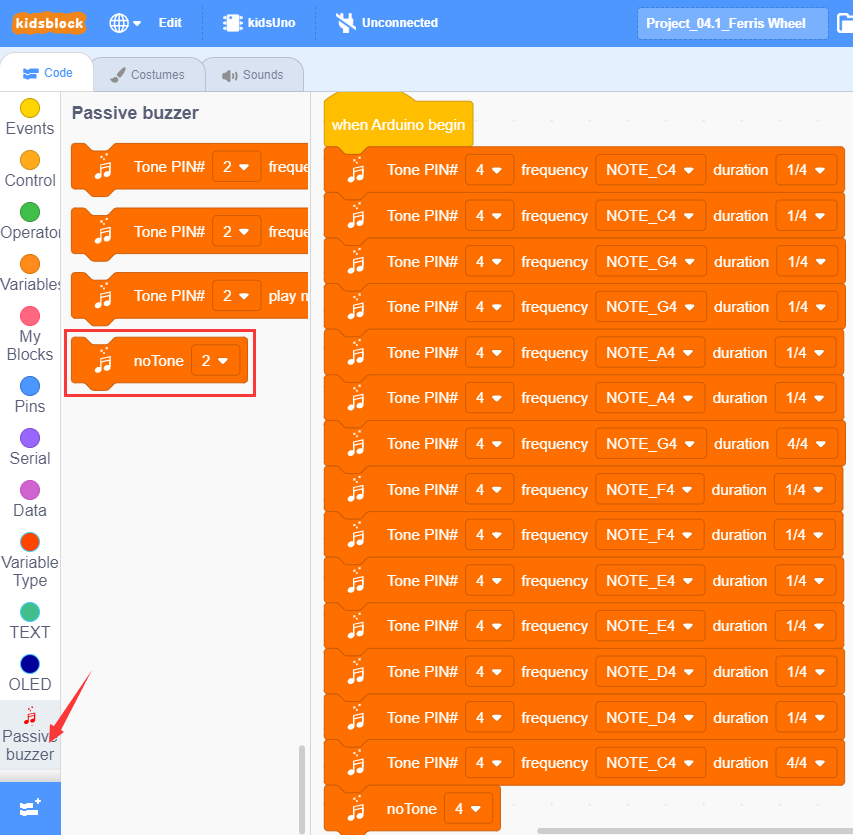 kidsblock Edit kidsUno Unconnected Project_04.1_Ferris Wheel
Code Costumes Sounds
Events
Control
Operator
Variables
My
Blocks
Pins
Serial
Data
Variable
Type
TEXT
OLED
Passive
buzzer
Passive buzzer
Tone PIN# 2 freque
Tone PIN# 2 freque
Tone PIN# 2 play n
noTone 2
when Arduino begin
Tone PIN# 4 frequency NOTE_C4 duration 1/4
Tone PIN# 4 frequency NOTE_C4 duration 1/4
Tone PIN# 4 frequency NOTE_G4 duration 1/4
Tone PIN# 4 frequency NOTE_G4 duration 1/4
Tone PIN# 4 frequency NOTE_A4 duration 1/4
Tone PIN# 4 frequency NOTE_A4 duration 1/4
Tone PIN# 4 frequency NOTE_G4 duration 4/4
Tone PIN# 4 frequency NOTE_F4 duration 1/4
Tone PIN# 4 frequency NOTE_F4 duration 1/4
Tone PIN# 4 frequency NOTE_E4 duration 1/4
Tone PIN# 4 frequency NOTE_E4 duration 1/4
Tone PIN# 4 frequency NOTE_D4 duration 1/4
Tone PIN# 4 frequency NOTE_D4 duration 1/4
Tone PIN# 4 frequency NOTE_C4 duration 4/4
noTone 4